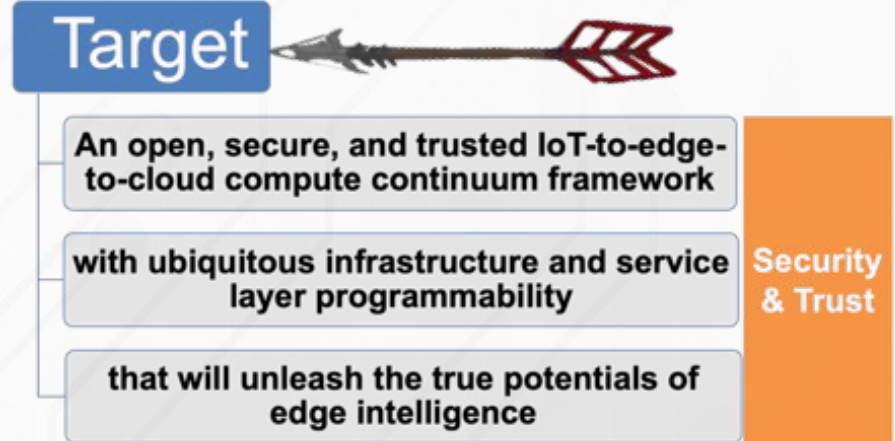 Target
An open, secure, and trusted IoT-to-edge-
to-cloud compute continuum framework
with ubiquitous infrastructure and service
layer programmability
that will unleash the true potentials of
edge intelligence
Security
& Trust